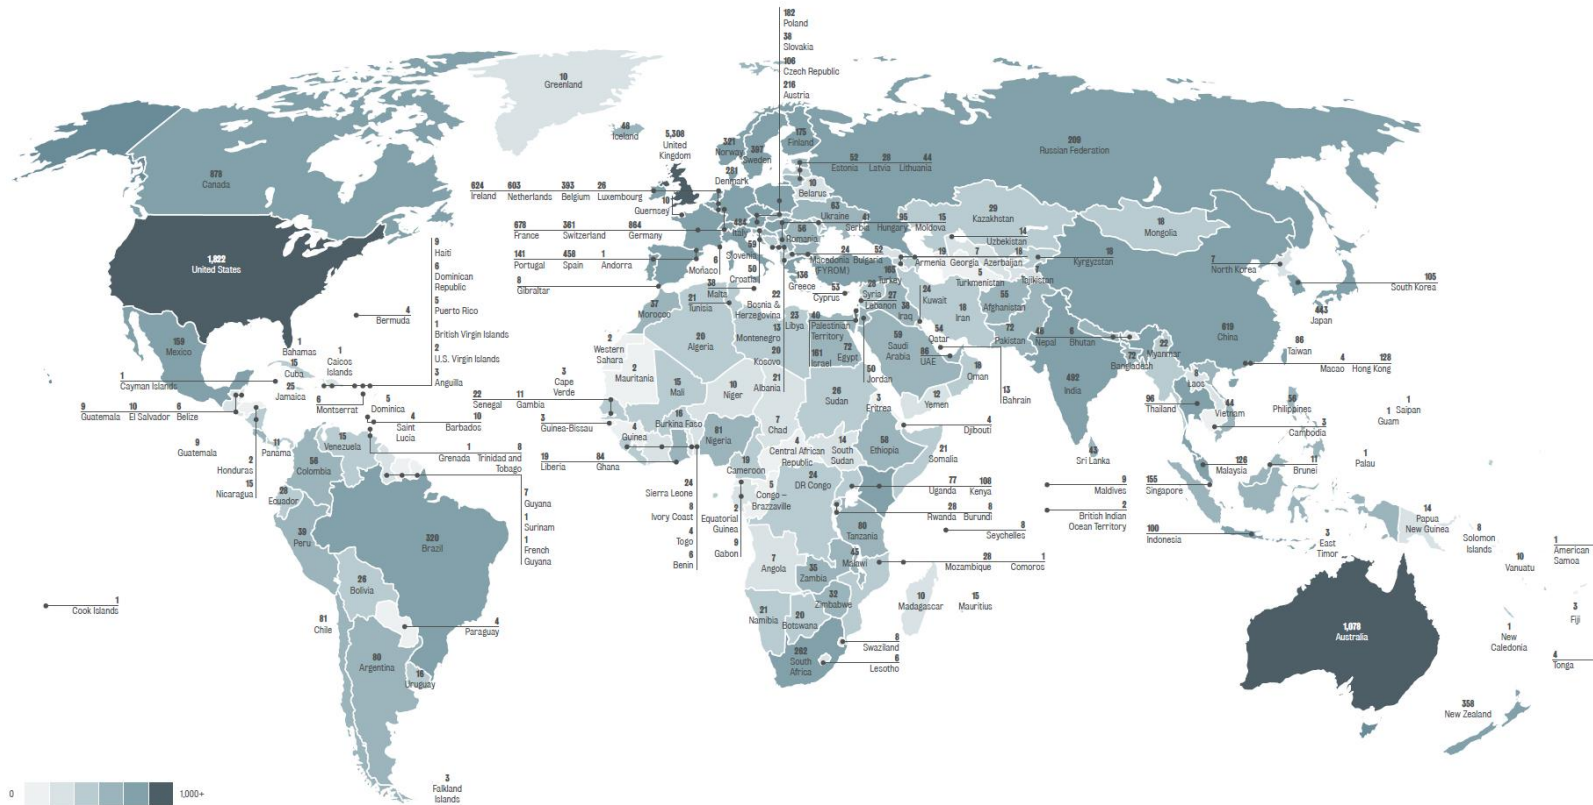 182
Poland
38
Slovakia
106
Czech Republic
216
Austria
10
Greenland
48
Iceland
5,308
United
Kingdom
321
Norway
397
Sweden
175
Finland
209
Russian Federation
878
Canada
281
Denmark
52
Estonia
28
Latvia
44
Lithuania
10
Belarus
624
Ireland
603
Netherlands
393
Belgium
26
Luxembourg
10
Guernsey
63
Ukraine
41
Serbia
95
Hungary
15
Moldova
29
Kazakhstan
18
Mongolia
678
France
361
Switzerland
864
Germany
484
Italy
59
Slovenia
56
Romania
14
Uzbekistan
1,822
United States
141
Portugal
458
Spain
1
Andorra
6
Monaco
50
Croatia
24
Macedonia
(FYROM)
52
Bulgaria
19
Armenia
7
Georgia
18
Azerbaijan
Tajikistan
18
Kyrgyzstan
7
North Korea
105
South Korea
9
Haiti
6
Dominican
Republic
5
Puerto Rico
1
British Virgin Islands
2
U.S. Virgin Islands
3
Anguilla
8
Gibraltar
38
Malta
136
Greece
165
Turkey
5
Turkmenistan
4
Bermuda
37
Morocco
21
Tunisia
22
Bosnia &
Herzegovina
53
Cyprus
28
Syria
27
Lebanon
38
Iraq
24
Kuwait
18
Iran
55
Afghanistan
443
Japan
159
Mexico
1
Bahamas
1
Caicos
Islands
2
Western
Sahara
20
Algeria
23
Libya
13
Montenegro
20
Kosovo
21
Albania
40
Palestinian
Territory
161
Israel
72
Egypt
50
Jordan
59
Saudi
Arabia
54
Qatar
86
UAE
72
Pakistan
46
Nepal
6
Bhutan
72
Bangladesh
22
Myanmar
619
China
86
Taiwan
4
Macao
128
Hong Kong
1
Cayman Islands
15
Cuba
25
Jamaica
6
Montserrat
5
Dominica
4
Saint
Lucia
10
Barbados
3
Cape
Verde
2
Mauritania
15
Mali
10
Niger
7
Chad
26
Sudan
3
Eritrea
12
Yemen
18
Oman
13
Bahrain
492
India
8
Laos
96
Thailand
44
Vietnam
56
Philippines
3
Cambodia
1
Guam
1
Saipan
9
Guatemala
10
El Salvador
6
Belize
22
Senegal
11
Gambia
3
Guinea-Bissau
4
Guinea
16
Burkina Faso
81
Nigeria
4
Djibouti
9
Guatemala
11
Panama
15
Venezuela
58
Colombia
1
Grenada
8
Trinidad and
Tobago
19
Liberia
84
Ghana
4
Central African
Republic
14
South
Sudan
58
Ethiopia
21
Somalia
43
Sri Lanka
126
Malaysia
11
Brunei
1
Palau
2
Honduras
15
Nicaragua
28
Ecuador
7
Guyana
1
Surinam
1
French
Guyana
24
Sierra Leone
8
Ivory Coast
4
Togo
6
Benin
19
Cameroon
5
Congo –
Brazzaville
2
Equatorial
Guinea
9
Gabon
24
DR Congo
77
Uganda
108
Kenya
28
Rwanda
8
Burundi
8
Seychelles
9
Maldives
2
British Indian
Ocean Territory
155
Singapore
100
Indonesia
3
East
Timor
14
Papua
New Guinea
8
Solomon
Islands
39
Peru
320
Brazil
80
Tanzania
10
Vanuatu
1
American
Samoa
7
Angola
35
Zambia
45
Malawi
28
Mozambique
1
Comoros
26
Bolivia
1
Cook Islands
81
Chile
4
Paraguay
21
Namibia
20
Botswana
32
Zimbabwe
10
Madagascar
15
Mauritius
3
Fiji
1
New
Caledonia
4
Tonga
1,078
Australia
80
Argentina
16
Uruguay
262
South
Africa
8
Swaziland
6
Lesotho
358
New Zealand
3
Falkland
Islands
0
1,000+